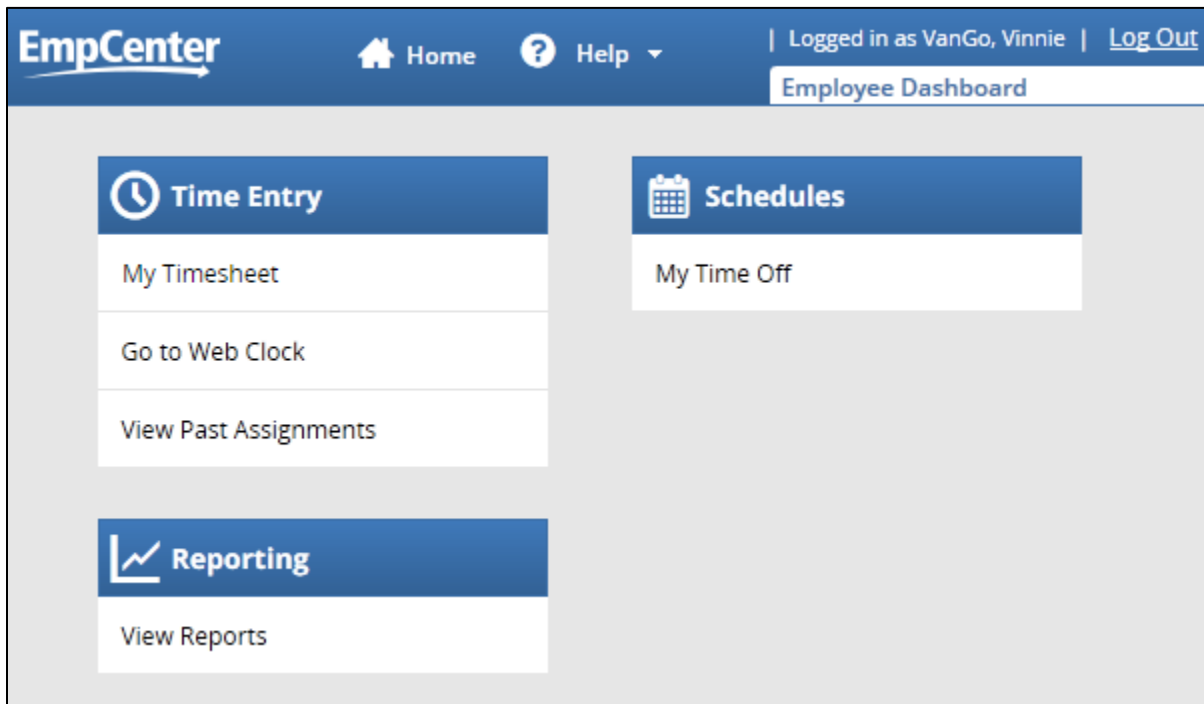 EmpCenter
Home
Help
| Logged in as VanGo, Vinnie | Log Out
Employee Dashboard
Time Entry
My Timesheet
Go to Web Clock
View Past Assignments
Schedules
My Time Off
Reporting
View Reports